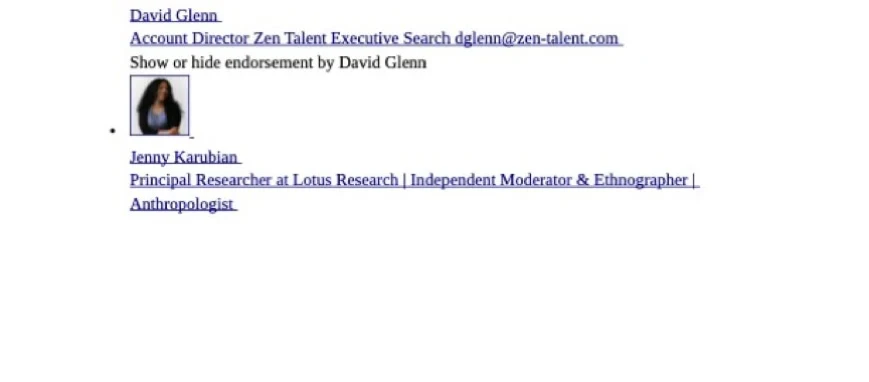 David Glenn
Account Director Zen Talent Executive Search dglenn@zen-talent.com
Show or hide endorsement by David Glenn
Jenny Karubian
Principal Researcher at Lotus Research | Independent Moderator & Ethnographer |
Anthropologist